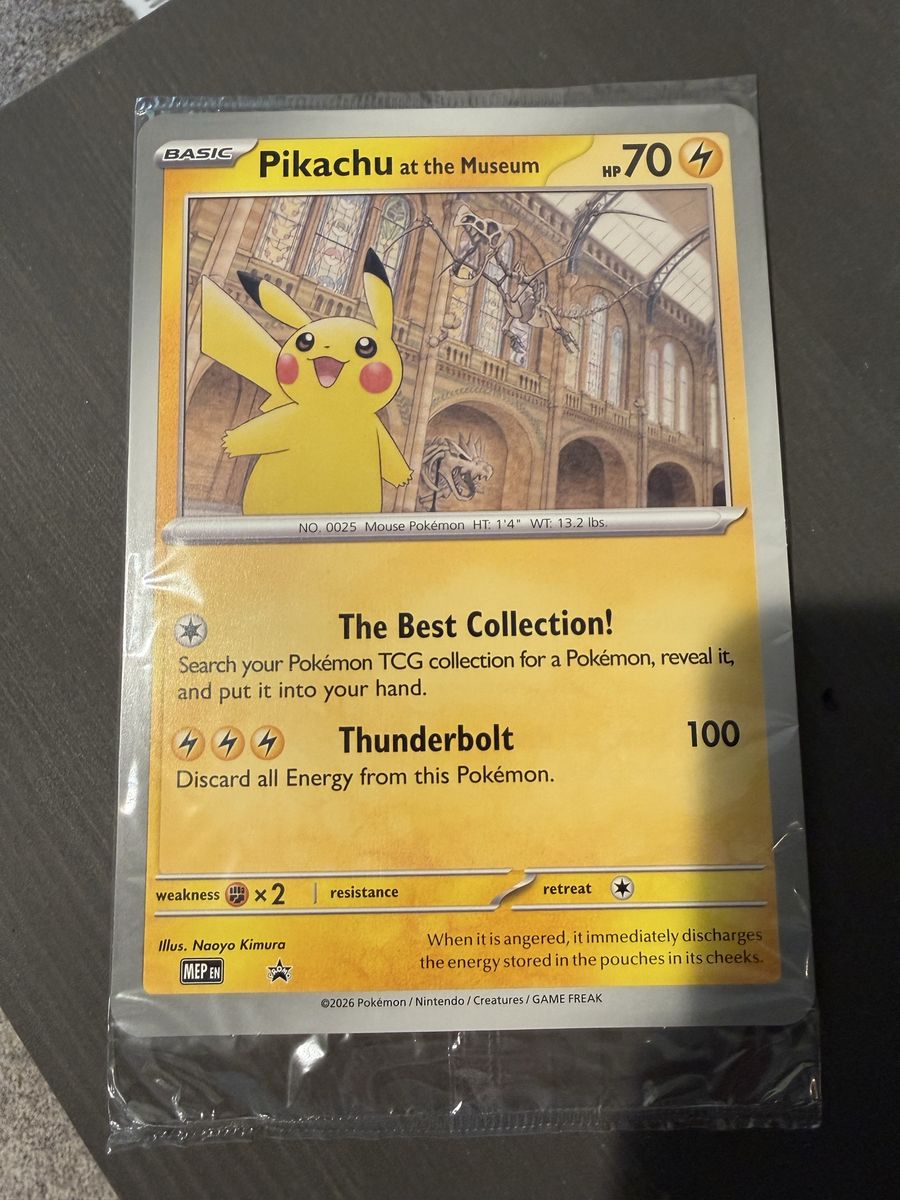 BASIC
Pikachu at the Museum
HP 70
NO. 0025 Mouse Pokémon HT: 1'4" WT: 13.2 lbs.
The Best Collection!
Search your Pokémon TCG collection for a Pokémon, reveal it,
and put it into your hand.
Thunderbolt 100
Discard all Energy from this Pokémon.
weakness ×2 resistance retreat
Illus. Naoyo Kimura
When it is angered, it immediately discharges
the energy stored in the pouches in its cheeks.
MEP EN
PROMO
©2026 Pokémon / Nintendo / Creatures / GAME FREAK